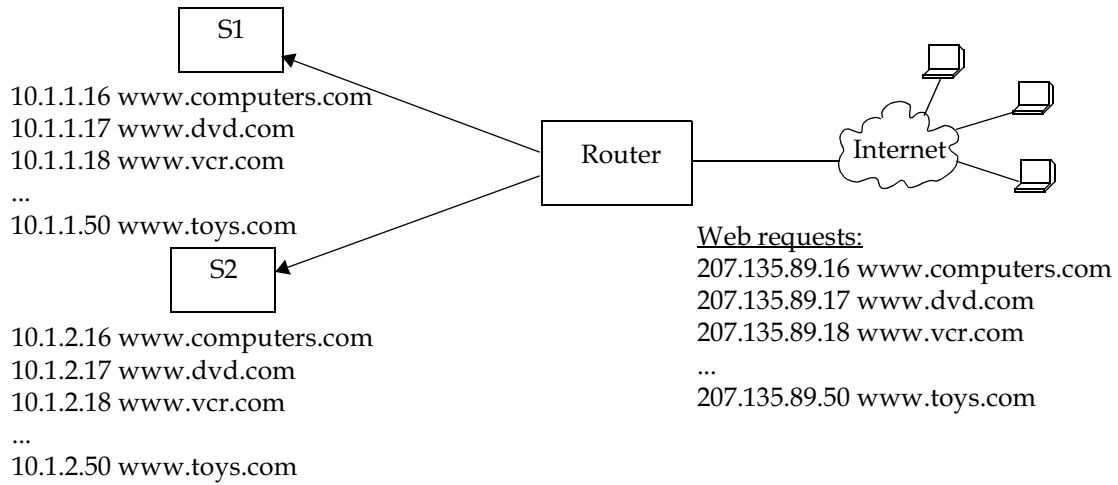 S1
10.1.1.16 www.computers.com
10.1.1.17 www.dvd.com
10.1.1.18 www.vcr.com
...
10.1.1.50 www.toys.com
S2
10.1.2.16 www.computers.com
10.1.2.17 www.dvd.com
10.1.2.18 www.vcr.com
...
10.1.2.50 www.toys.com
Router
Internet
Web requests:
207.135.89.16 www.computers.com
207.135.89.17 www.dvd.com
207.135.89.18 www.vcr.com
...
207.135.89.50 www.toys.com